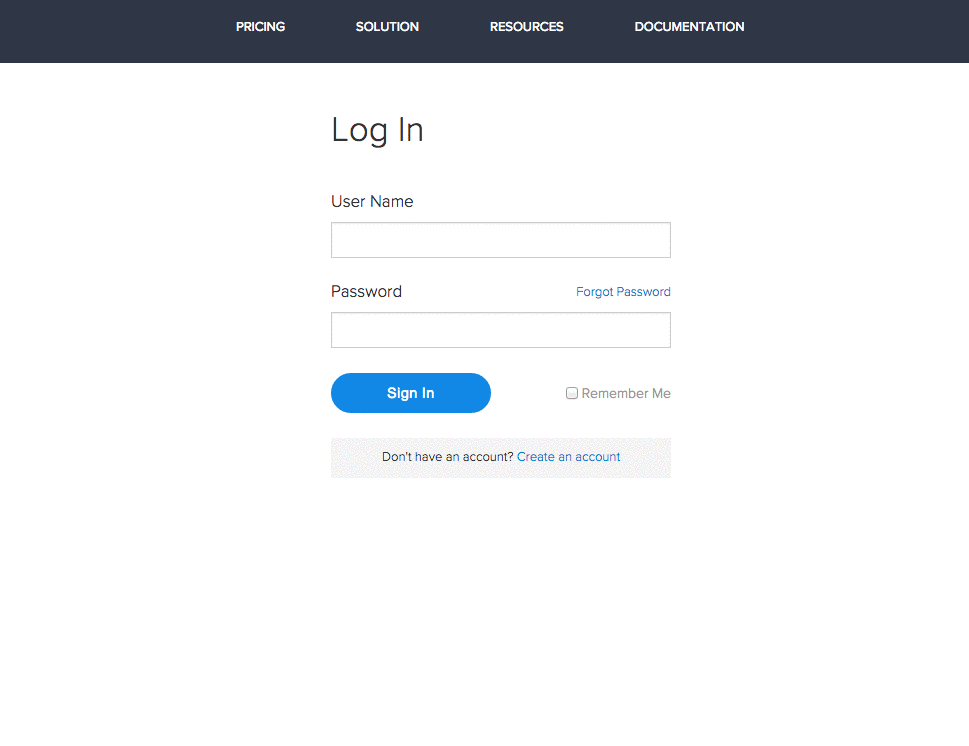 PRICING SOLUTION RESOURCES DOCUMENTATION
Log In
User Name
Password Forgot Password
Sign In Remember Me
Don't have an account? Create an account